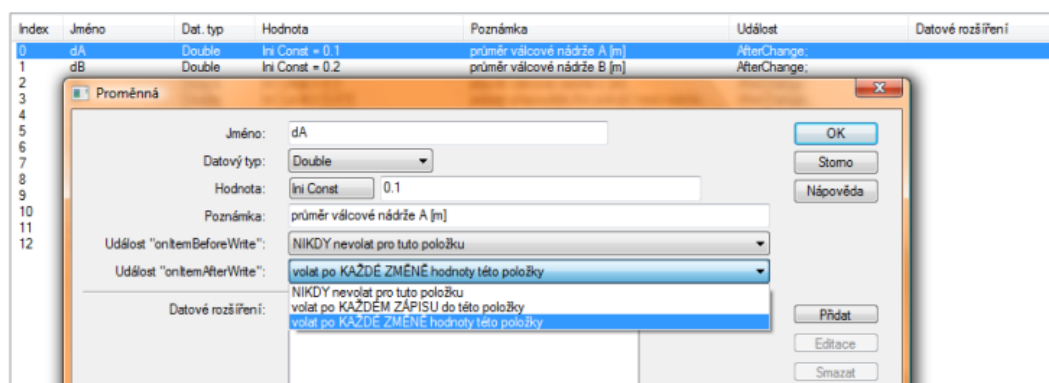 Index Jméno Dat. typ Hodnota Poznámka Událost Datové rozšíření
0 dA Double Ini Const = 0.1 průměr válcové nádrže A [m] AfterChange;
1 dB Double Ini Const = 0.2 průměr válcové nádrže B [m] AfterChange;
2
3
4
5
6
7
8
9
10
11
12
Proměnná
Jméno: dA OK
Datový typ: Double Storno
Hodnota: Ini Const 0.1 Nápověda
Poznámka: průměr válcové nádrže A [m]
Událost "onItemBeforeWrite": NIKDY nevolat pro tuto položku
Událost "onItemAfterWrite": volat po KAŽDÉ ZMĚNĚ hodnoty této položky
NIKDY nevolat pro tuto položku
Datové rozšíření: volat po KAŽDÉM ZÁPISU do této položky Přidat
volat po KAŽDÉ ZMĚNĚ hodnoty této položky
Editace
Smazat